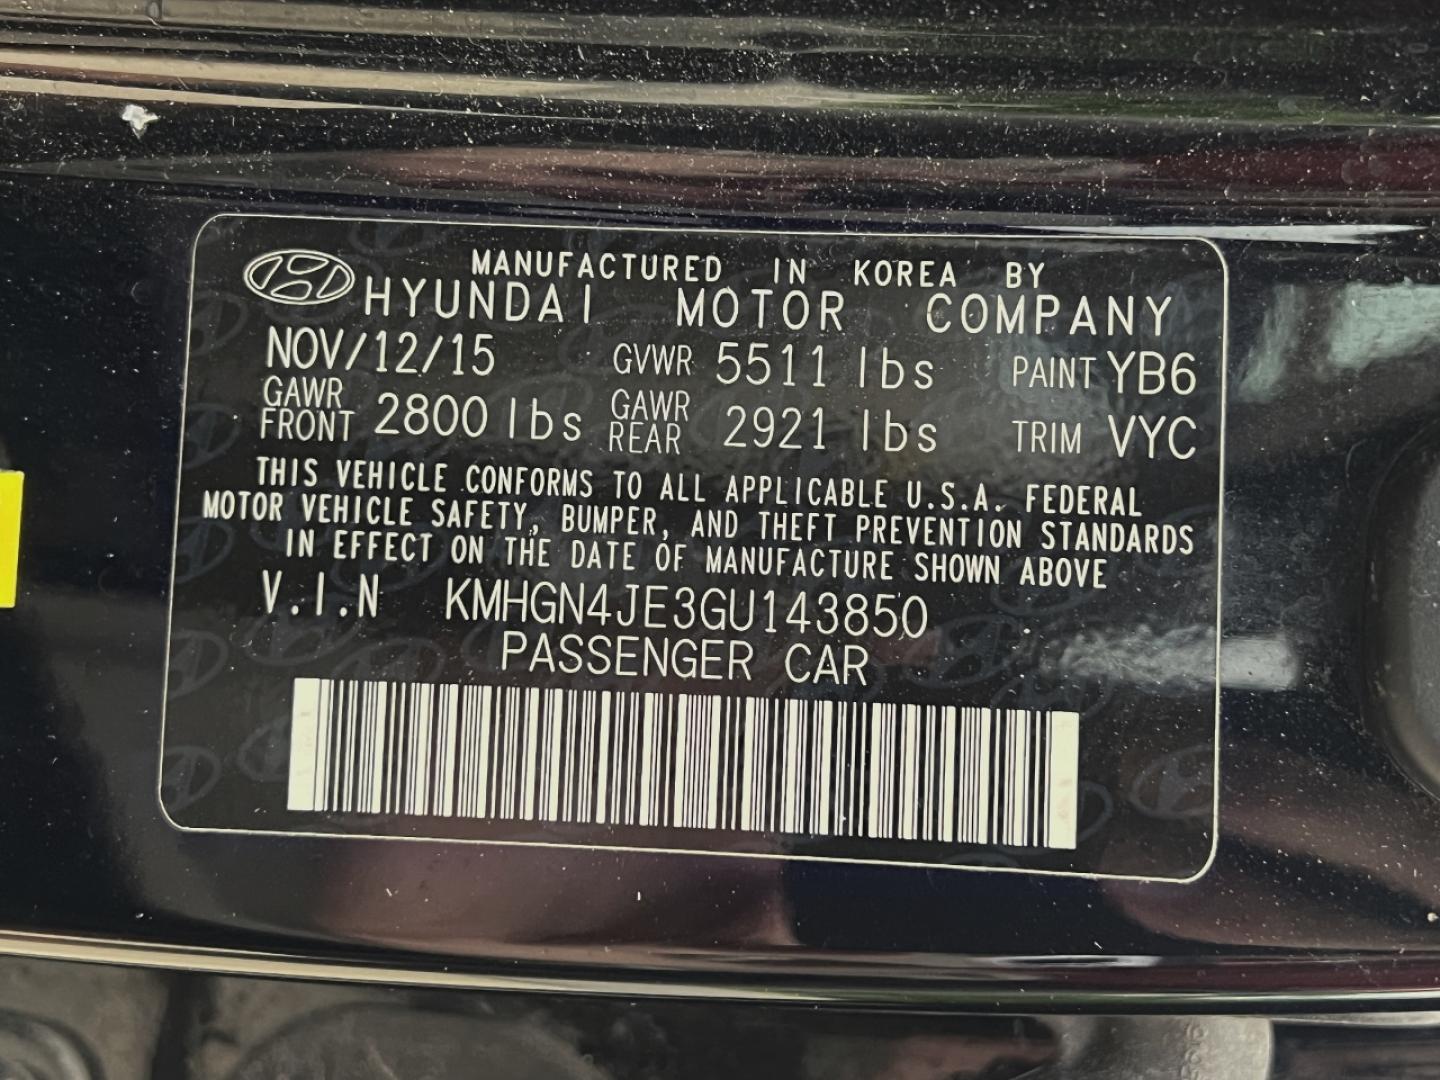 MANUFACTURED IN KOREA BY
HYUNDAI MOTOR COMPANY
NOV/12/15 GVWR 5511 lbs PAINT YB6
GAWR FRONT 2800 lbs GAWR REAR 2921 lbs TRIM VYC
THIS VEHICLE CONFORMS TO ALL APPLICABLE U.S.A. FEDERAL
MOTOR VEHICLE SAFETY, BUMPER, AND THEFT PREVENTION STANDARDS
IN EFFECT ON THE DATE OF MANUFACTURE SHOWN ABOVE
V.I.N KMHGN4JE3GU143850
PASSENGER CAR